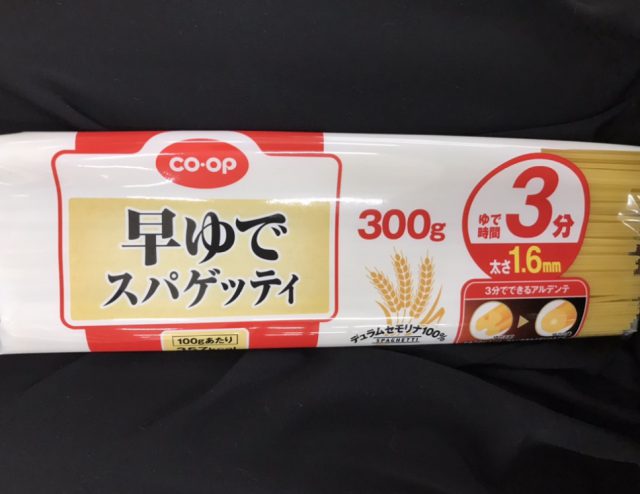 CO·OP
早ゆで
スパゲッティ
300g
ゆで
時間
3分
太さ1.6mm
3分でできるアルデンテ
デュラムセモリナ100%
SPAGHETTI
100gあたり